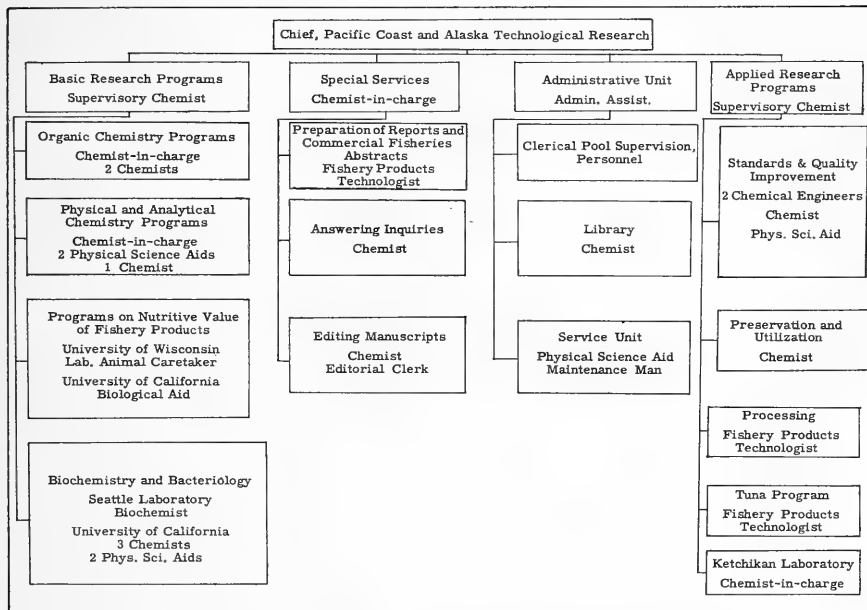 Chief, Pacific Coast and Alaska Technological Research
Basic Research Programs
Supervisory Chemist
Organic Chemistry Programs
Chemist-in-charge
2 Chemists
Physical and Analytical
Chemistry Programs
Chemist-in-charge
2 Physical Science Aids
1 Chemist
Programs on Nutritive Value
of Fishery Products
University of Wisconsin
Lab. Animal Caretaker
University of California
Biological Aid
Biochemistry and Bacteriology
Seattle Laboratory
Biochemist
University of California
3 Chemists
2 Phys. Sci. Aids
Special Services
Chemist-in-charge
Preparation of Reports and
Commercial Fisheries
Abstracts
Fishery Products
Technologist
Answering Inquiries
Chemist
Editing Manuscripts
Chemist
Editorial Clerk
Administrative Unit
Admin. Assist.
Clerical Pool Supervision,
Personnel
Library
Chemist
Service Unit
Physical Science Aid
Maintenance Man
Applied Research
Programs
Supervisory Chemist
Standards & Quality
Improvement
2 Chemical Engineers
Chemist
Phys. Sci. Aid
Preservation and
Utilization
Chemist
Processing
Fishery Products
Technologist
Tuna Program
Fishery Products
Technologist
Ketchikan Laboratory
Chemist-in-charge